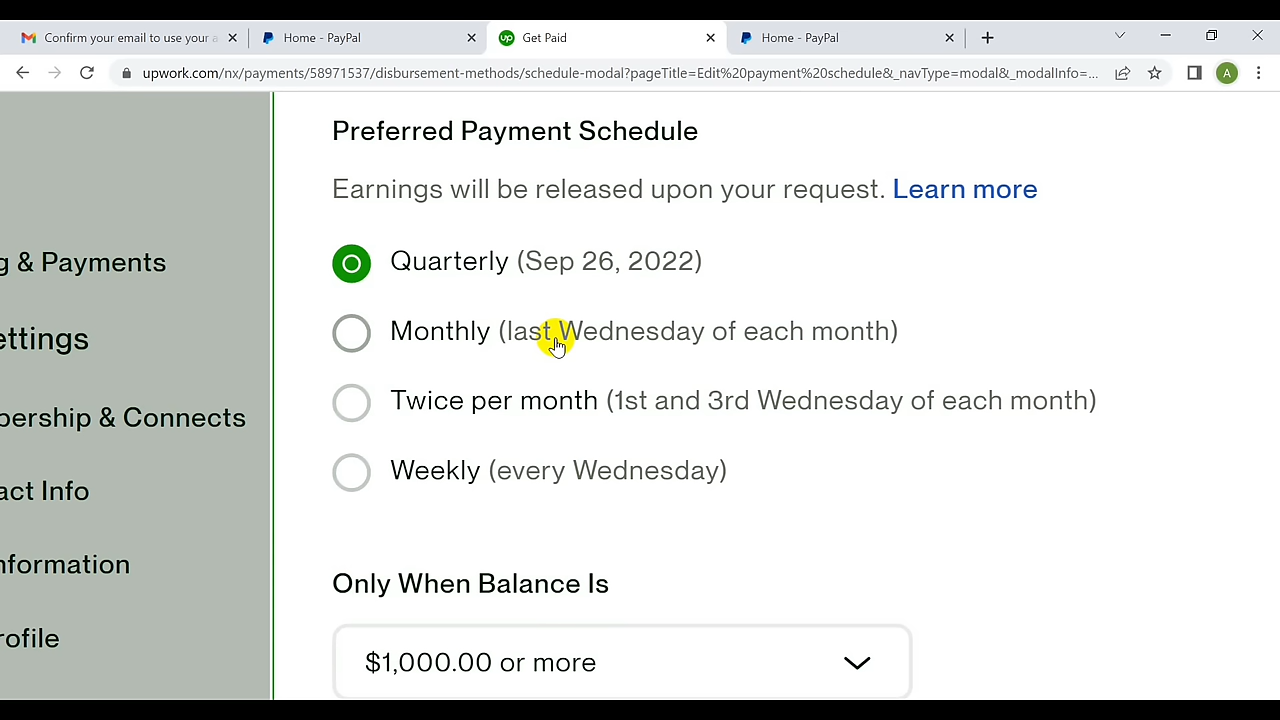 Confirm your email to use your a
Home - PayPal
Get Paid
Home - PayPal
upwork.com/nx/payments/58971537/disbursement-methods/schedule-modal?pageTitle=Edit%20payment%20schedule&_navType=modal&_modalInfo=...
A
g & Payments
ettings
bership & Connects
act Info
nformation
rofile
Preferred Payment Schedule
Earnings will be released upon your request. Learn more
Quarterly (Sep 26, 2022)
Monthly (last Wednesday of each month)
Twice per month (1st and 3rd Wednesday of each month)
Weekly (every Wednesday)
Only When Balance Is
$1,000.00 or more